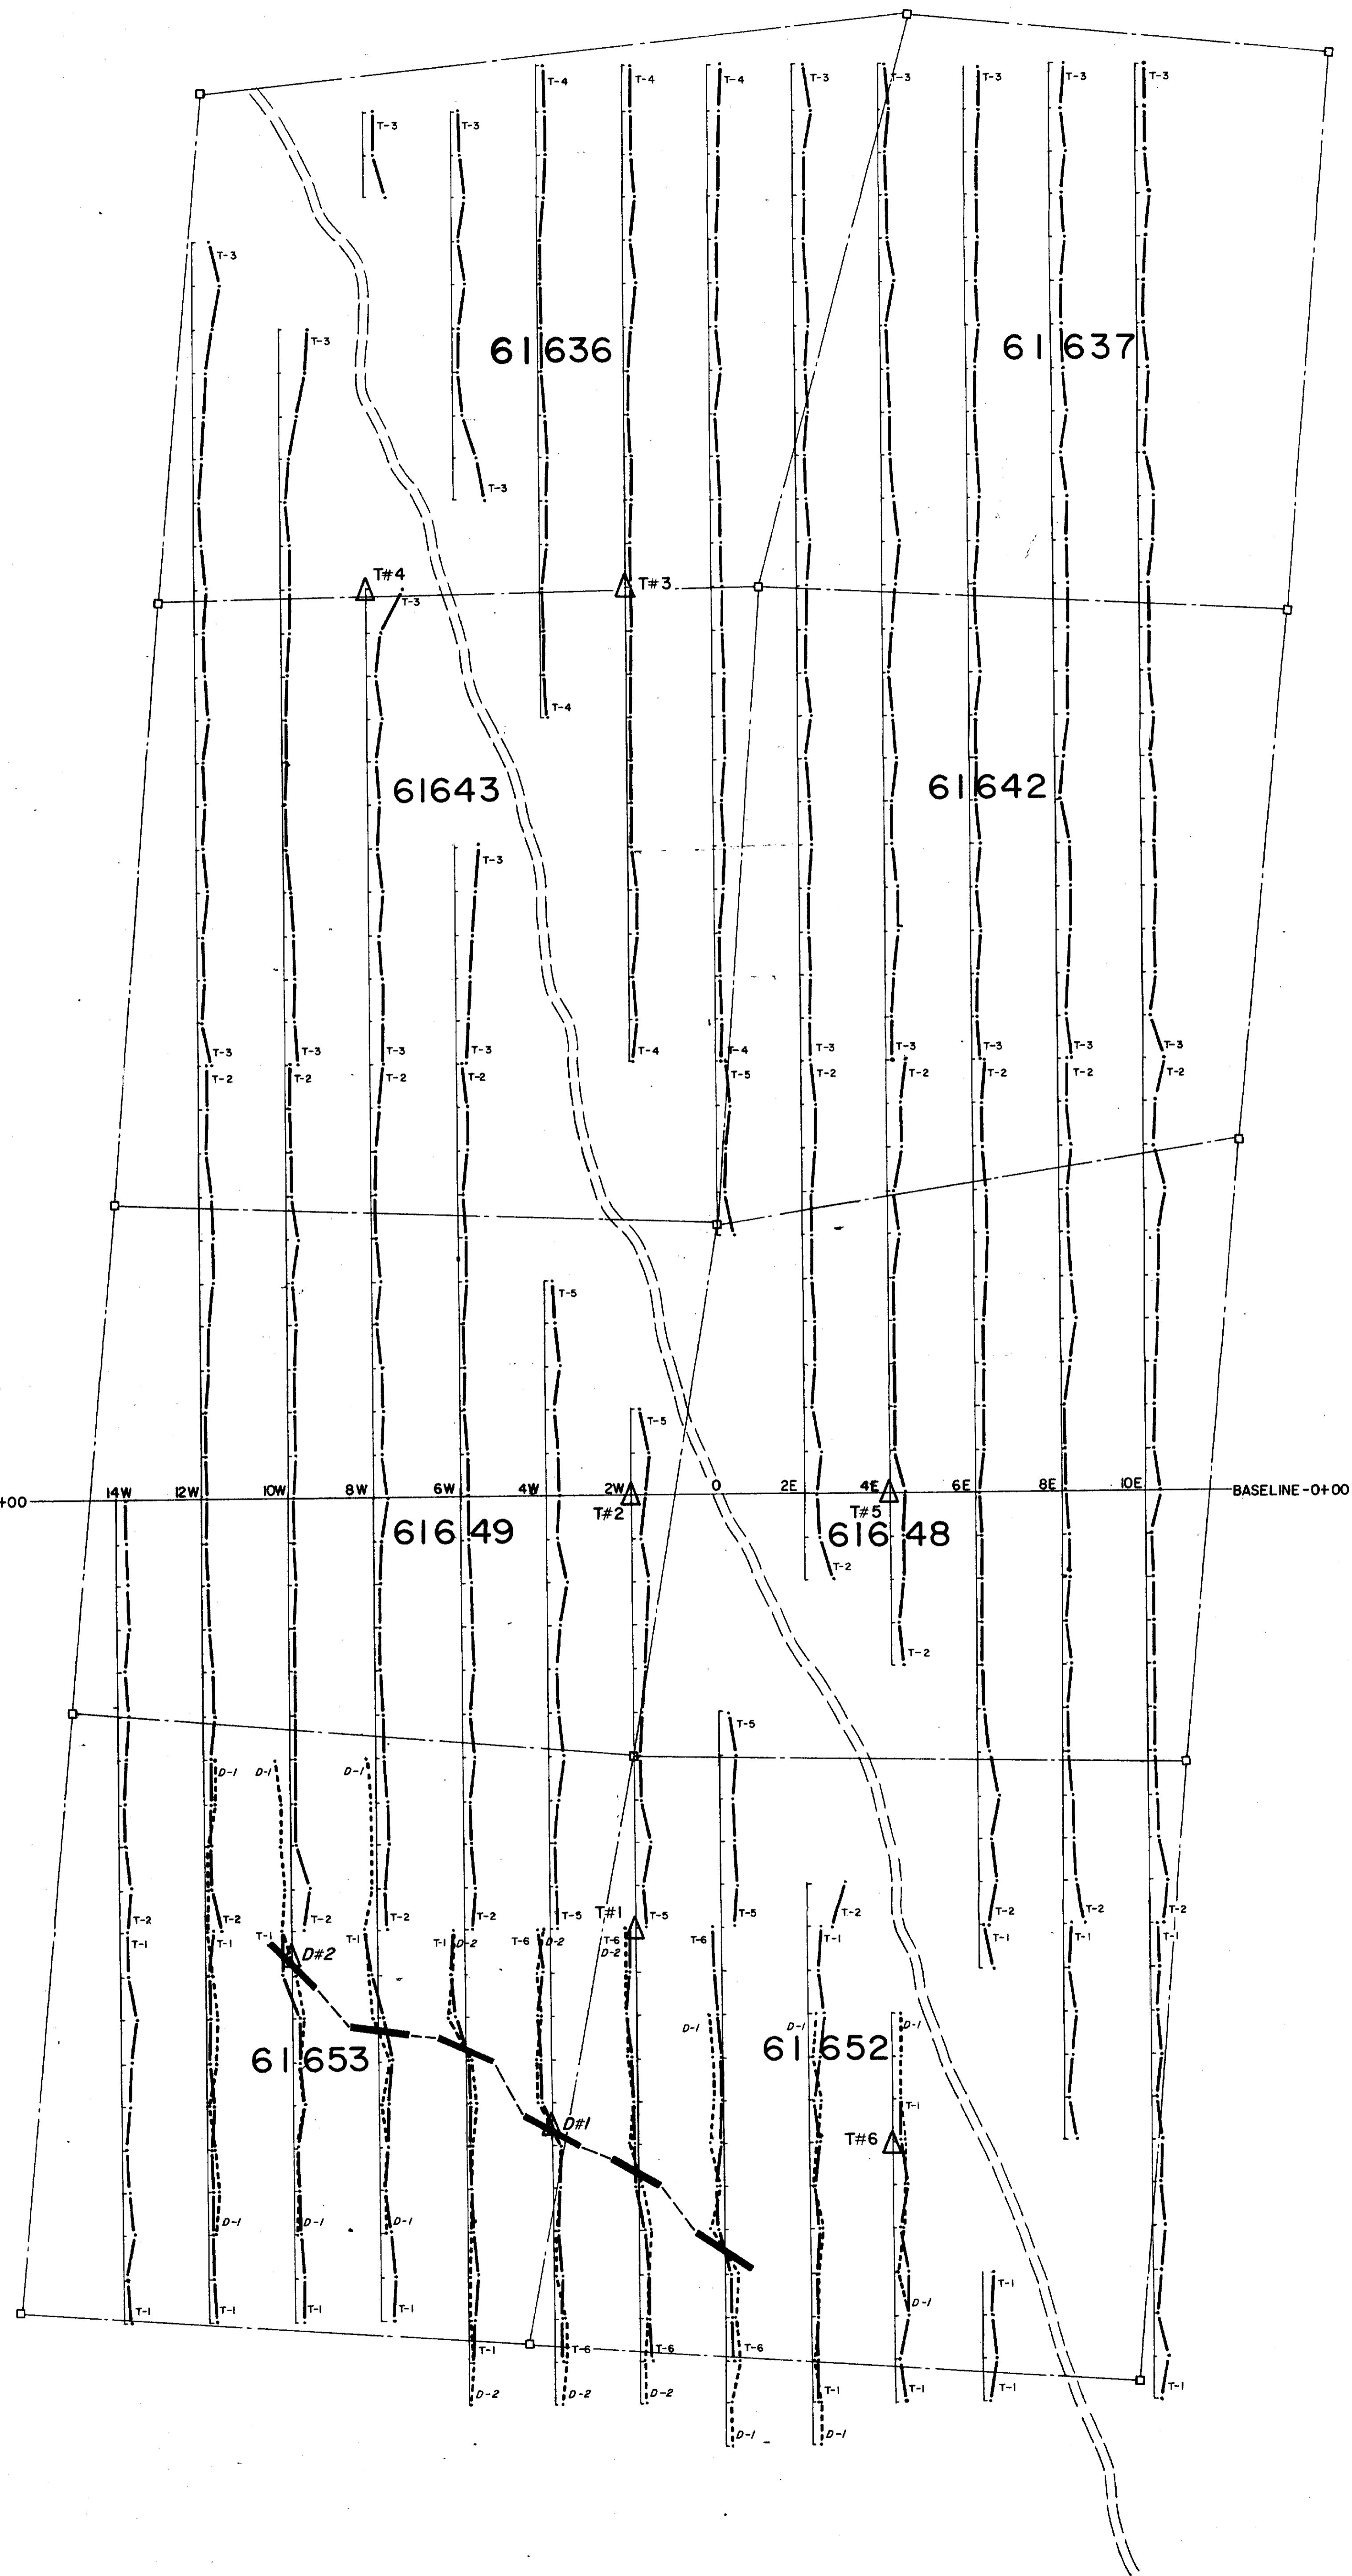 T-4 T-4 T-4 T-3 T-3 T-3 T-3 T-3
T-3 T-3
T-3
T-3
61636 61637
T-3
T#4 T#3
T-3
T-4
61643 61642
T-3
T-3 T-3 T-3 T-3 T-4 T-4 T-3 T-3 T-3 T-3 T-3
T-2 T-2 T-2 T-2 T-5 T-2 T-2 T-2 T-2 T-2
T-5
T-5
+00 14W 12W 10W 8W 6W 4W 2W 0 2E 4E 6E 8E 10E BASELINE-0+00
T#2 T#5
61649 61648
T-2
T-2
T-5
D-1 D-1 D-1
T-2 T-2 T-2 T-2 T-2 T-5 T#1 T-5 T-5 T-2 T-2 T-2 T-2
T-1 T-1 T-1 T-1 T-1 D-2 T-6 D-2 T-6 T-6 T-1 T-1 T-1
D#2 D-2
D-1 D-1 D-1
61653 61652
T-1
D#1 T#6
D-1 D-1 D-1
T-1 D-1
T-1 T-1 T-1 T-1
T-1 T-6 T-6 T-6
D-2 D-2 D-2 T-1 T-1 T-1 T-1
D-1 D-1